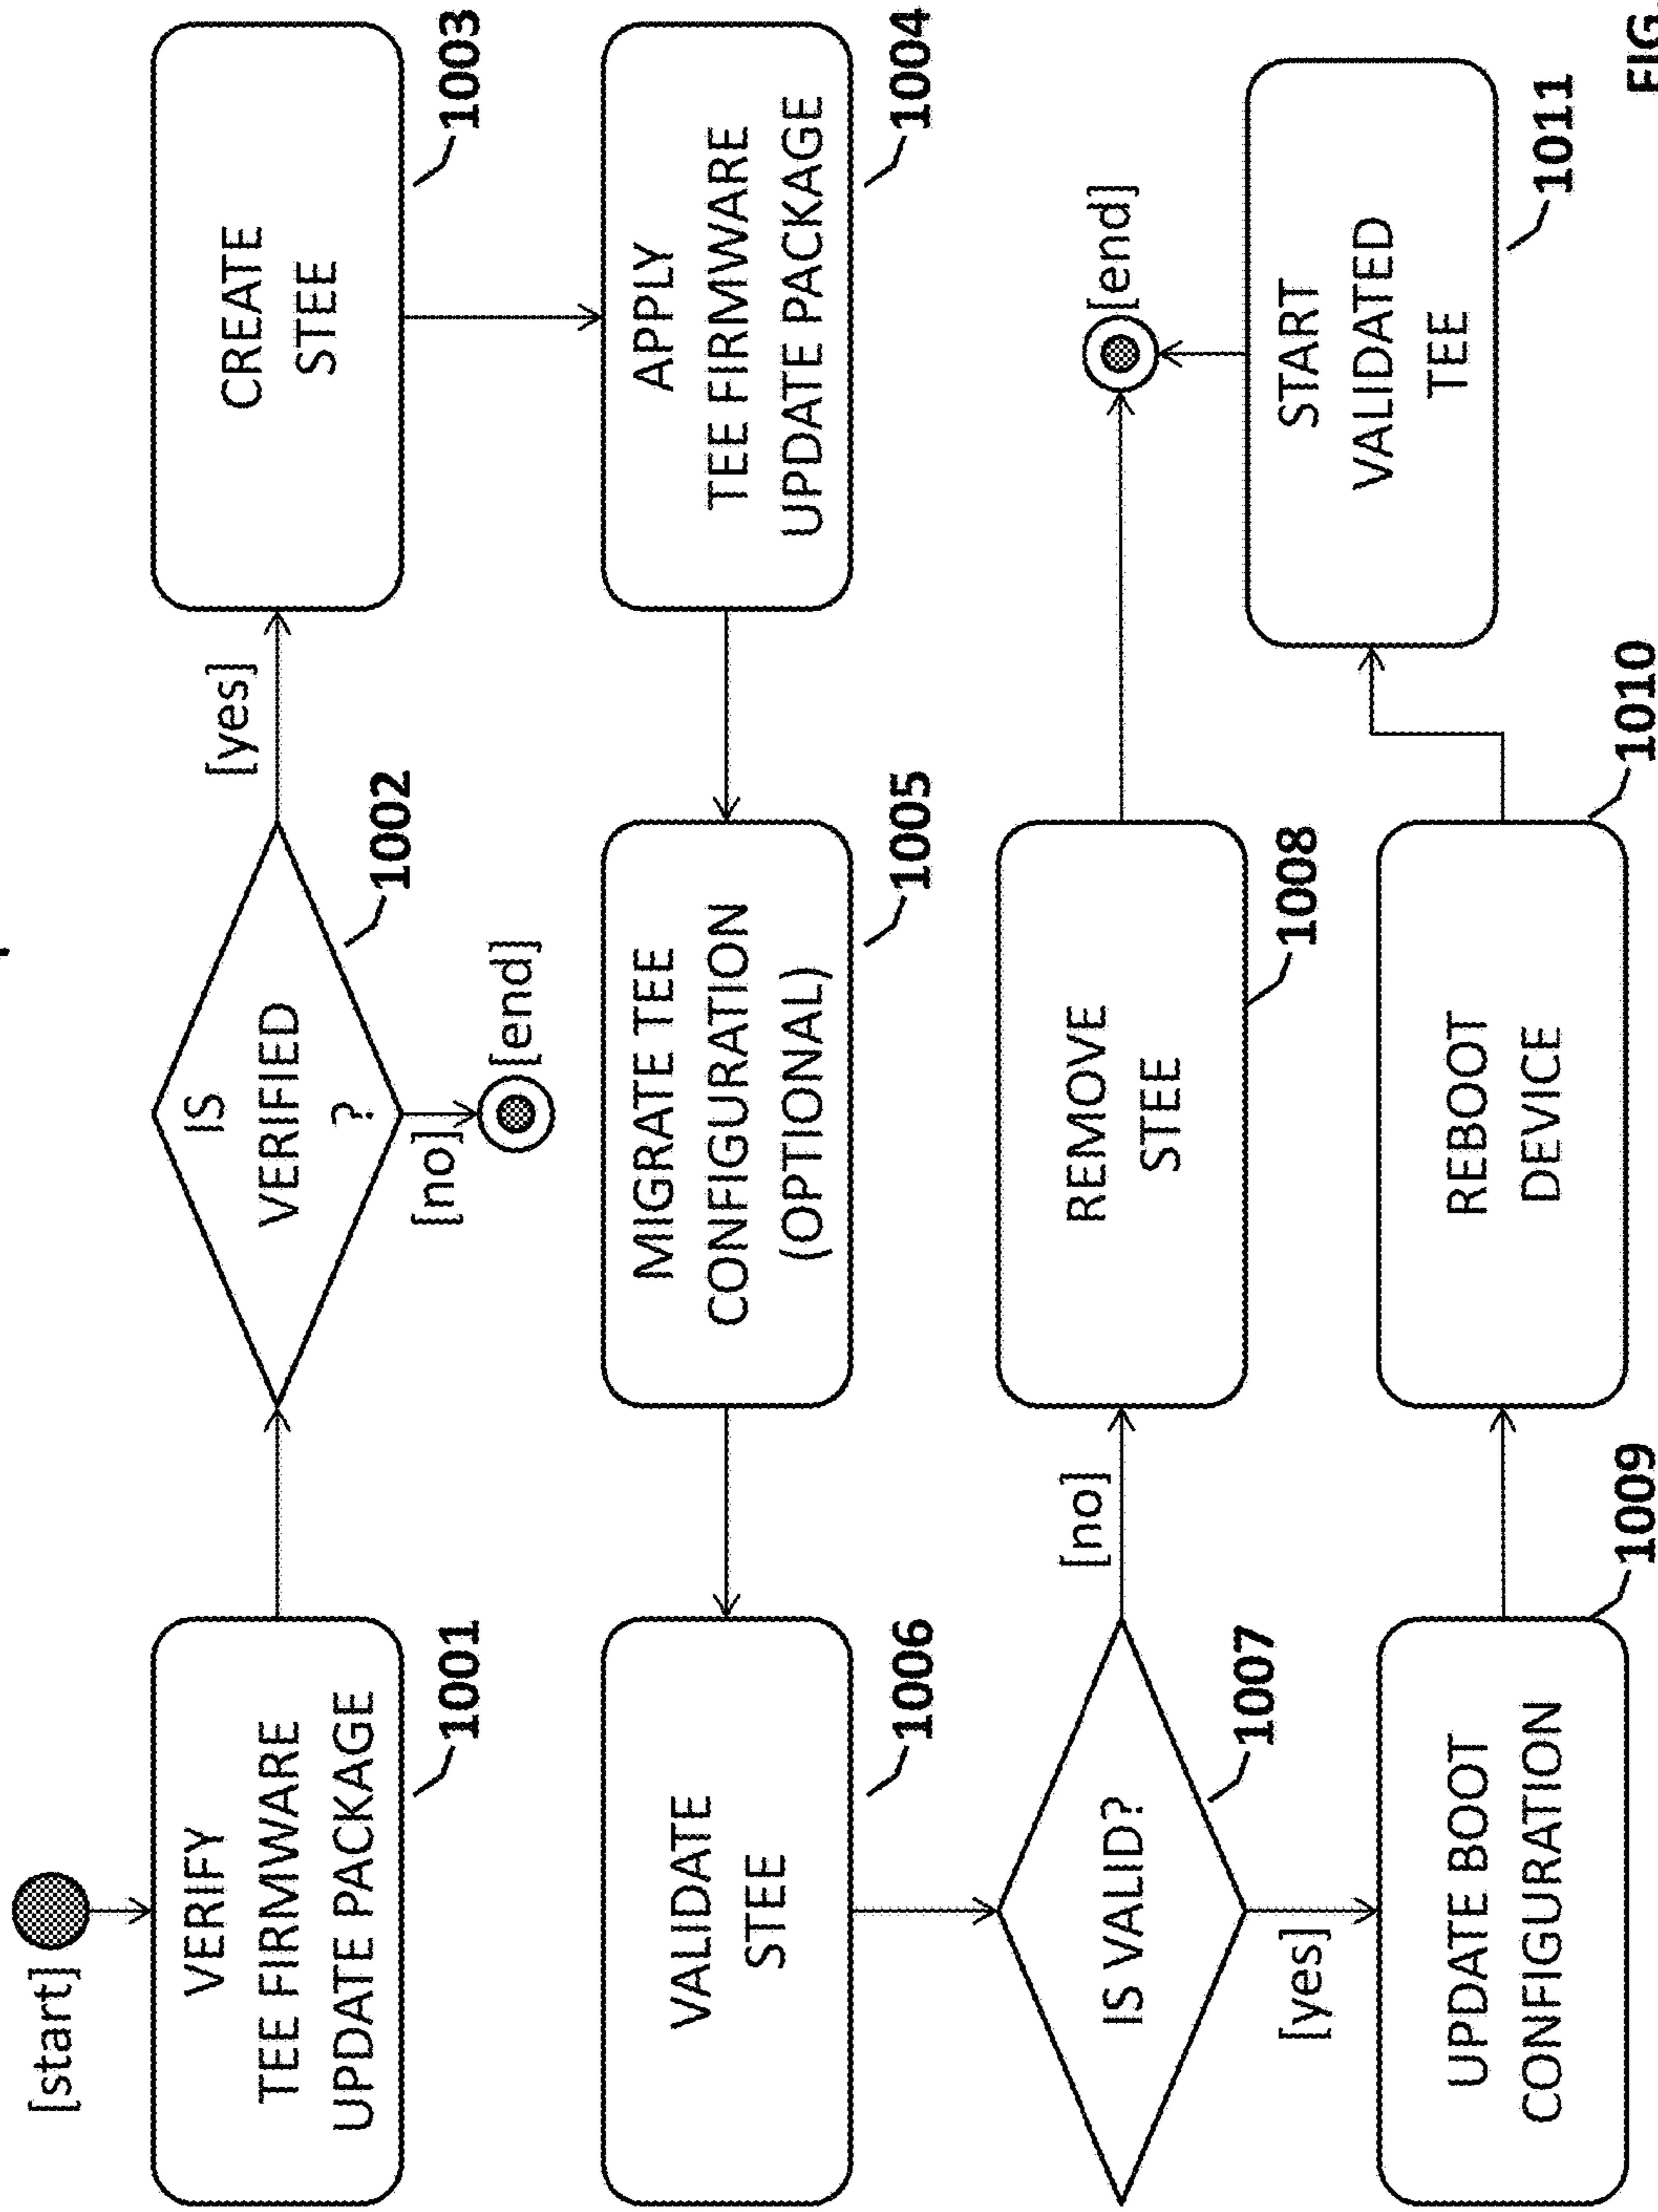 [start]
VERIFY
TEE FIRMWARE
UPDATE PACKAGE
1001
IS
VERIFIED
?
1002
[yes]
[no]
[end]
CREATE
STEE
1003
APPLY
TEE FIRMWARE
UPDATE PACKAGE
1004
MIGRATE TEE
CONFIGURATION
(OPTIONAL)
1005
VALIDATE
STEE
1006
IS VALID?
1007
[no]
REMOVE
STEE
1008
[end]
[yes]
UPDATE BOOT
CONFIGURATION
1009
REBOOT
DEVICE
1010
START
VALIDATED
TEE
1011
FIG.